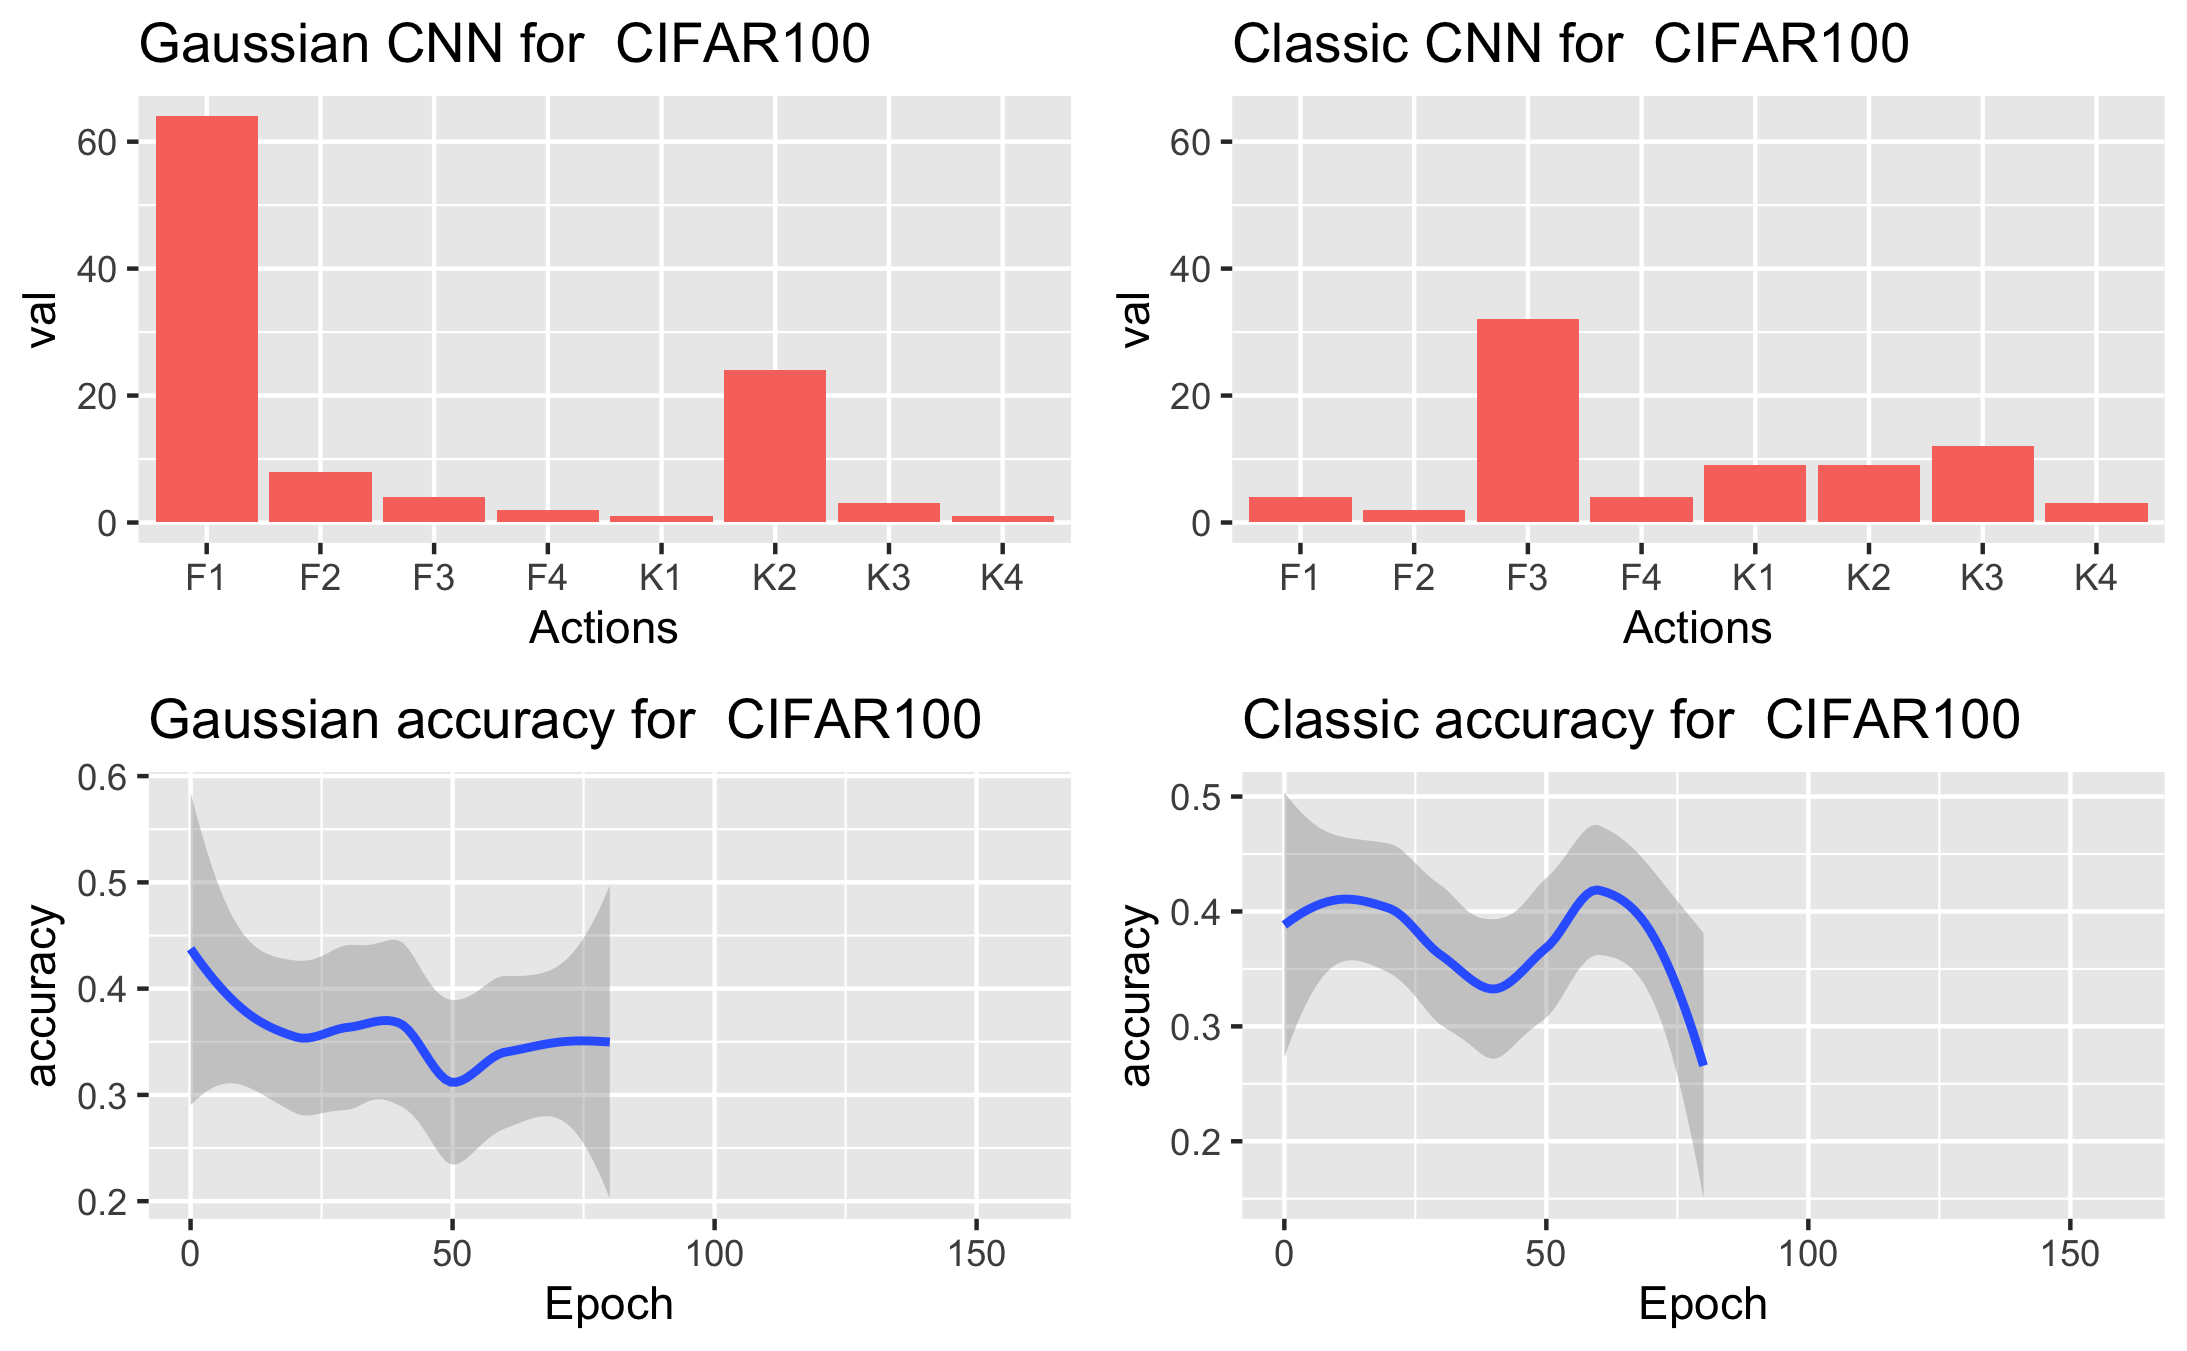 Gaussian CNN for  CIFAR100
60
40
20
0
val
F1 F2 F3 F4 K1 K2 K3 K4
Actions
Classic CNN for  CIFAR100
60
40
20
0
val
F1 F2 F3 F4 K1 K2 K3 K4
Actions
Gaussian accuracy for  CIFAR100
0.6
0.5
0.4
0.3
0.2
accuracy
0 50 100 150
Epoch
Classic accuracy for  CIFAR100
0.5
0.4
0.3
0.2
accuracy
0 50 100 150
Epoch